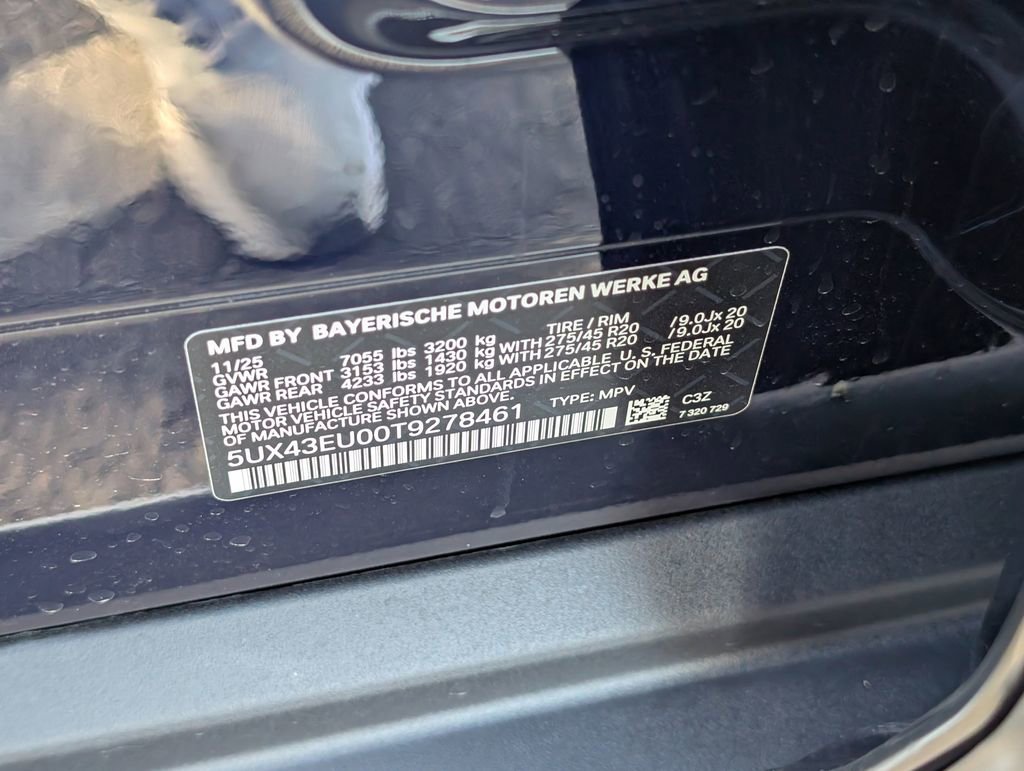 MFD BY BAYERISCHE MOTOREN WERKE AG
11/25 TIRE / RIM
GVWR 7055 lbs 3200 kg
GAWR FRONT 3153 lbs 1430 kg WITH 275/45 R20 /9.0Jx 20
GAWR REAR 4233 lbs 1920 kg WITH 275/45 R20 /9.0Jx 20
THIS VEHICLE CONFORMS TO ALL APPLICABLE U. S. FEDERAL
MOTOR VEHICLE SAFETY STANDARDS IN EFFECT ON THE DATE
OF MANUFACTURE SHOWN ABOVE.
5UX43EU00T9278461 TYPE: MPV C3Z
7 320 729